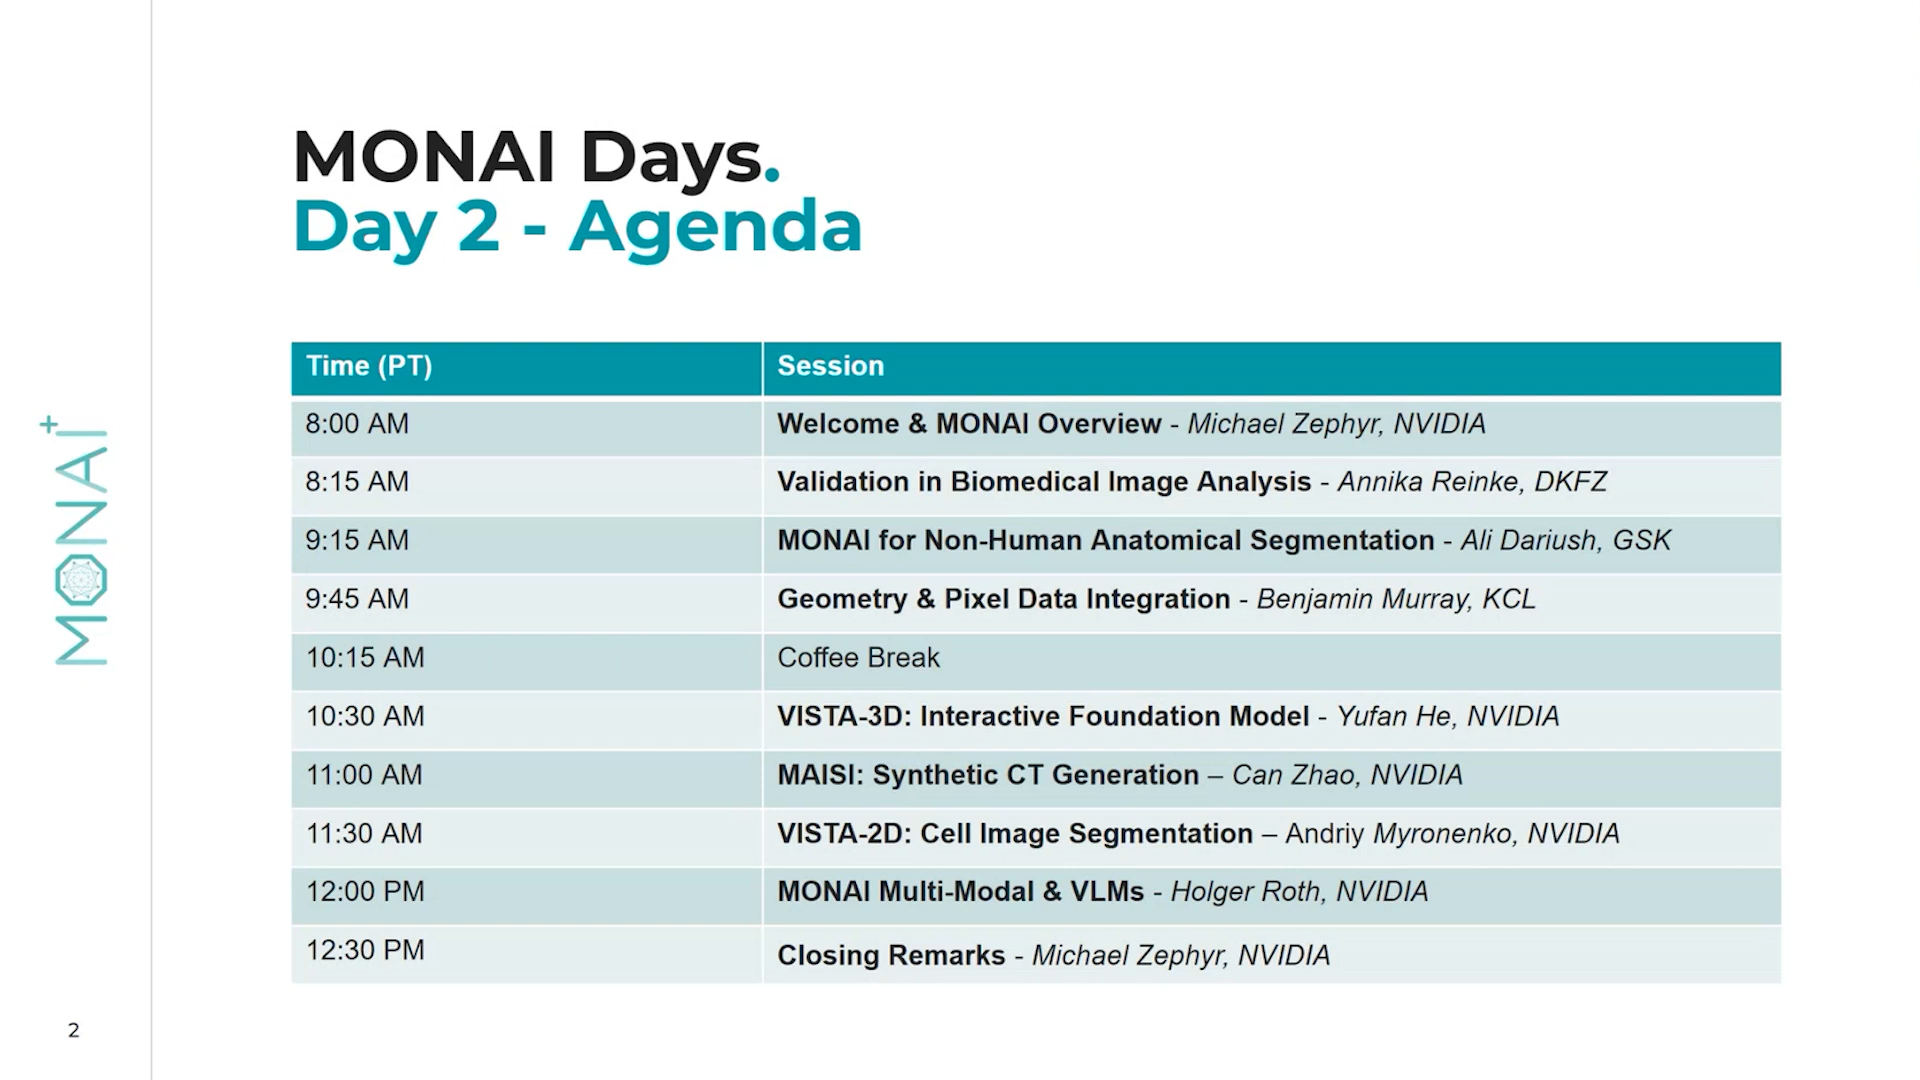 MONAI Days.
Day 2 - Agenda
Time (PT) Session
8:00 AM Welcome & MONAI Overview - Michael Zephyr, NVIDIA
8:15 AM Validation in Biomedical Image Analysis - Annika Reinke, DKFZ
9:15 AM MONAI for Non-Human Anatomical Segmentation - Ali Dariush, GSK
9:45 AM Geometry & Pixel Data Integration - Benjamin Murray, KCL
10:15 AM Coffee Break
10:30 AM VISTA-3D: Interactive Foundation Model - Yufan He, NVIDIA
11:00 AM MAISI: Synthetic CT Generation – Can Zhao, NVIDIA
11:30 AM VISTA-2D: Cell Image Segmentation – Andriy Myronenko, NVIDIA
12:00 PM MONAI Multi-Modal & VLMs - Holger Roth, NVIDIA
12:30 PM Closing Remarks - Michael Zephyr, NVIDIA
MONAI
2